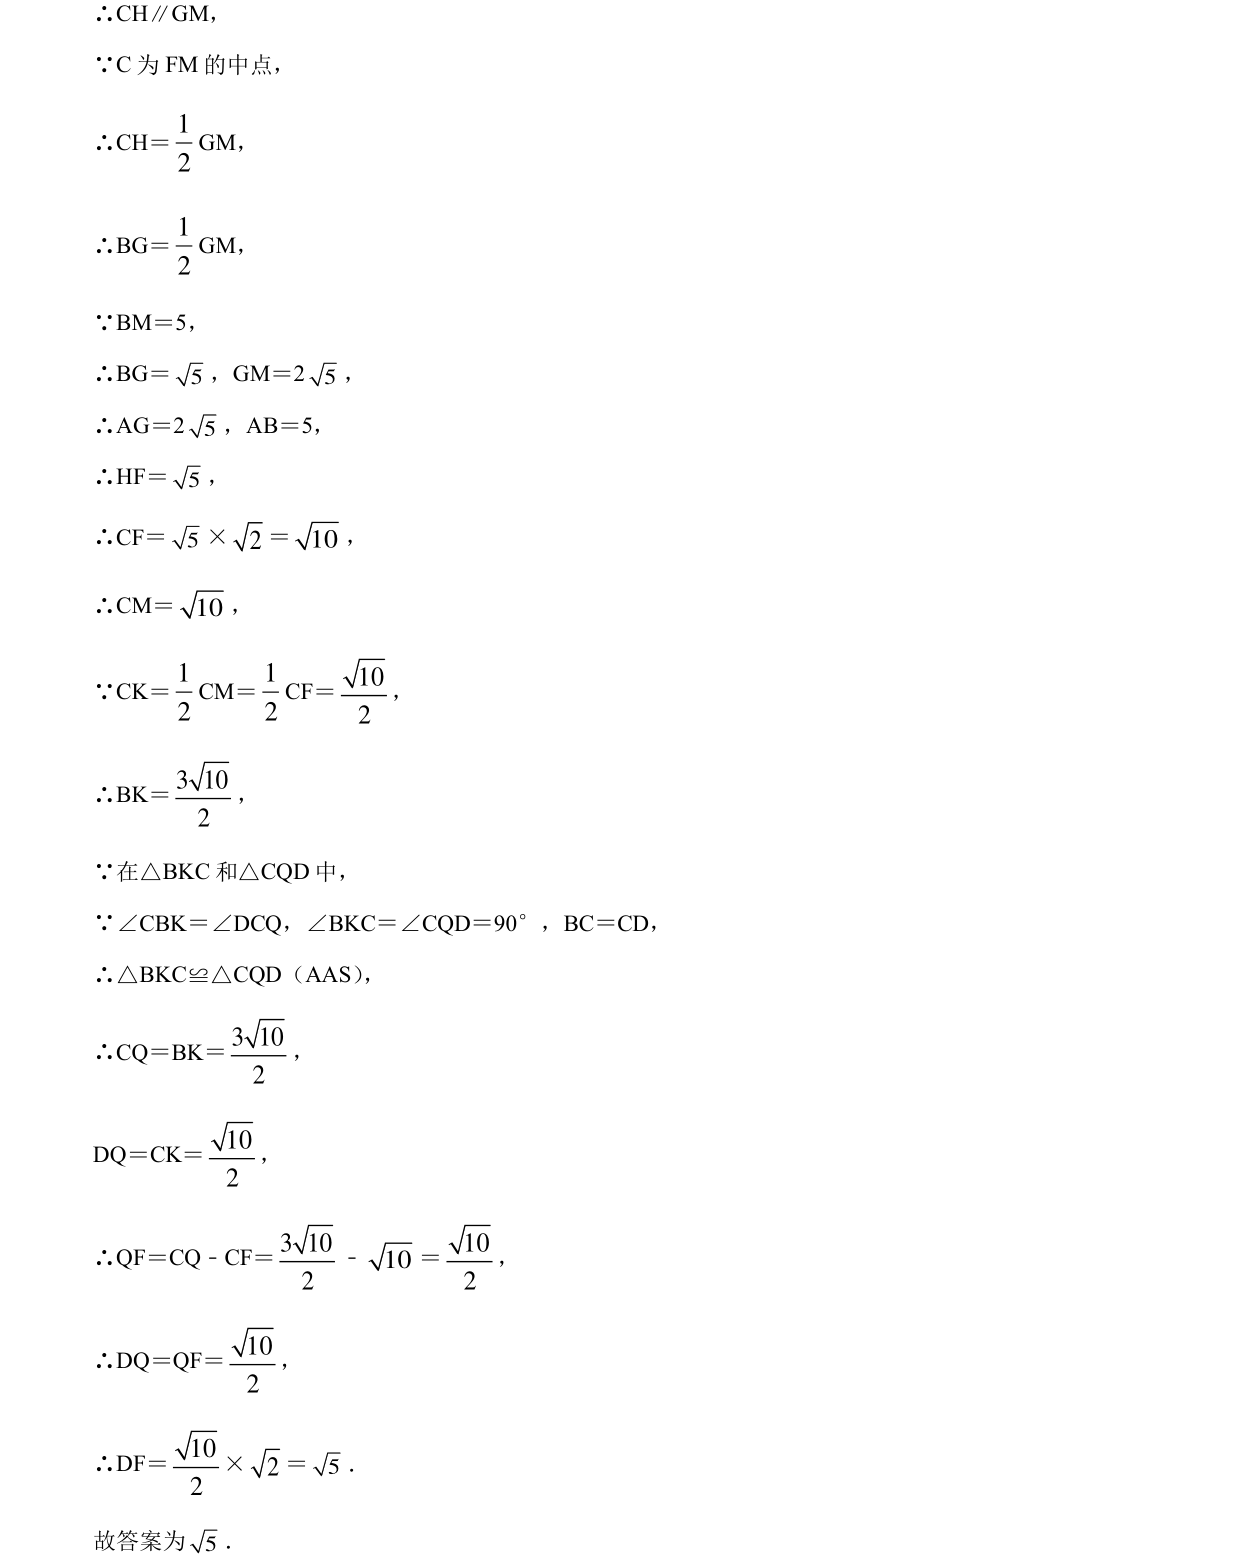 ∴CH∥GM，
∵C 为 FM 的中点，
∴CH＝1/2 GM，
∴BG＝1/2 GM，
∵BM＝5，
∴BG＝√5，GM＝2√5，
∴AG＝2√5，AB＝5，
∴HF＝√5，
∴CF＝√5×√2＝√10，
∴CM＝√10，
∵CK＝1/2 CM＝1/2 CF＝√10/2，
∴BK＝3√10/2，
∵在△BKC 和△CQD 中，
∵∠CBK＝∠DCQ，∠BKC＝∠CQD＝90°，BC＝CD，
∴△BKC≌△CQD（AAS），
∴CQ＝BK＝3√10/2，
DQ＝CK＝√10/2，
∴QF＝CQ﹣CF＝3√10/2﹣√10＝√10/2，
∴DQ＝QF＝√10/2，
∴DF＝√10/2×√2＝√5．
故答案为√5．